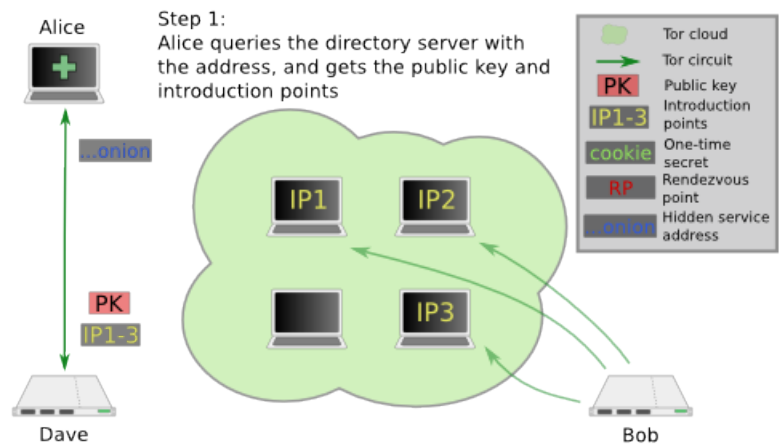 Alice
Step 1:
Alice queries the directory server with
the address, and gets the public key and
introduction points
...onion
PK
IP1-3
Dave
IP1
IP2
IP3
Bob
Tor cloud
Tor circuit
PK
Public key
IP1-3
Introduction
points
cookie
One-time
secret
RP
Rendezvous
point
...onion
Hidden service
address